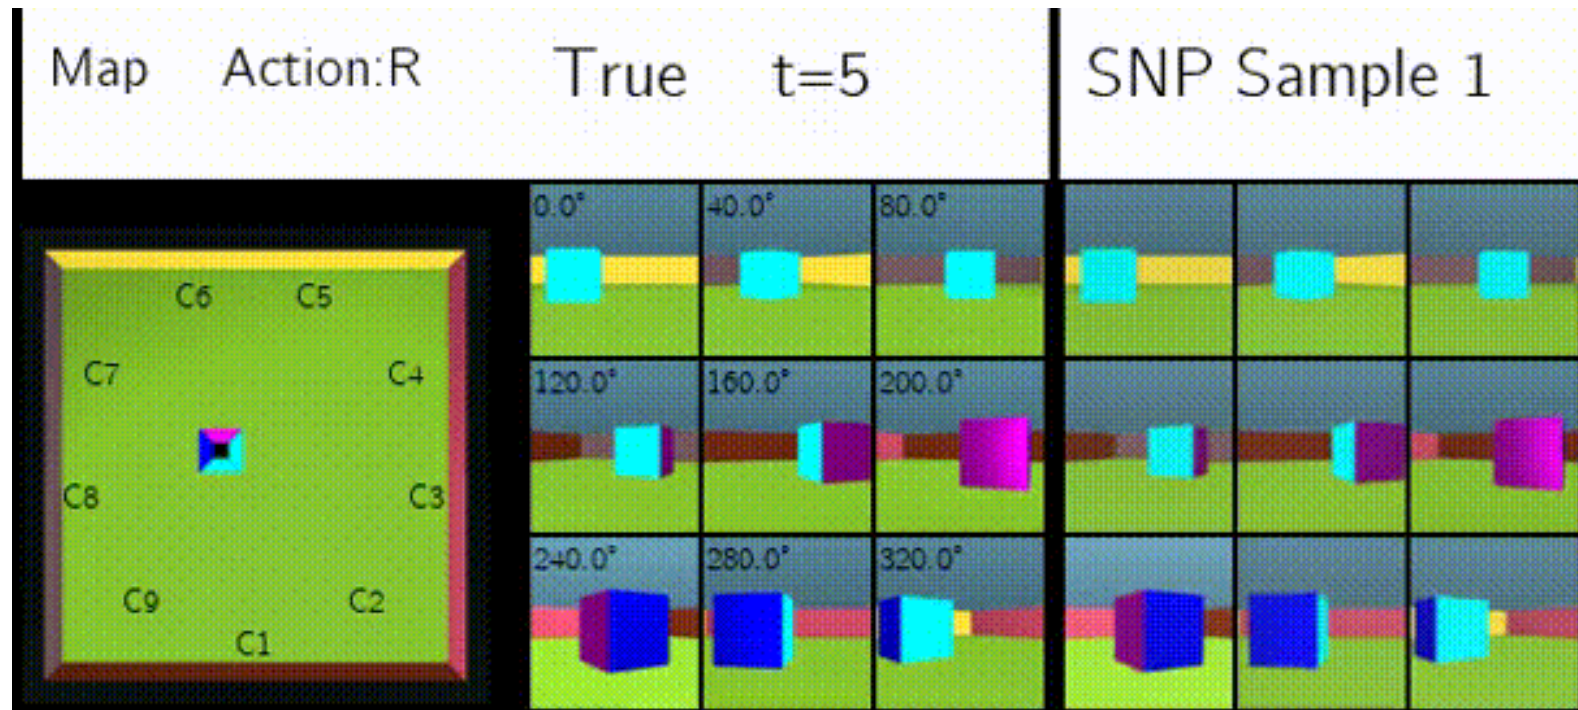 Map Action:R True t=5 SNP Sample 1
0.0° 40.0° 80.0°
C6 C5
C7 C4
120.0° 160.0° 200.0°
C8 C3
240.0° 280.0° 320.0°
C9 C2
C1